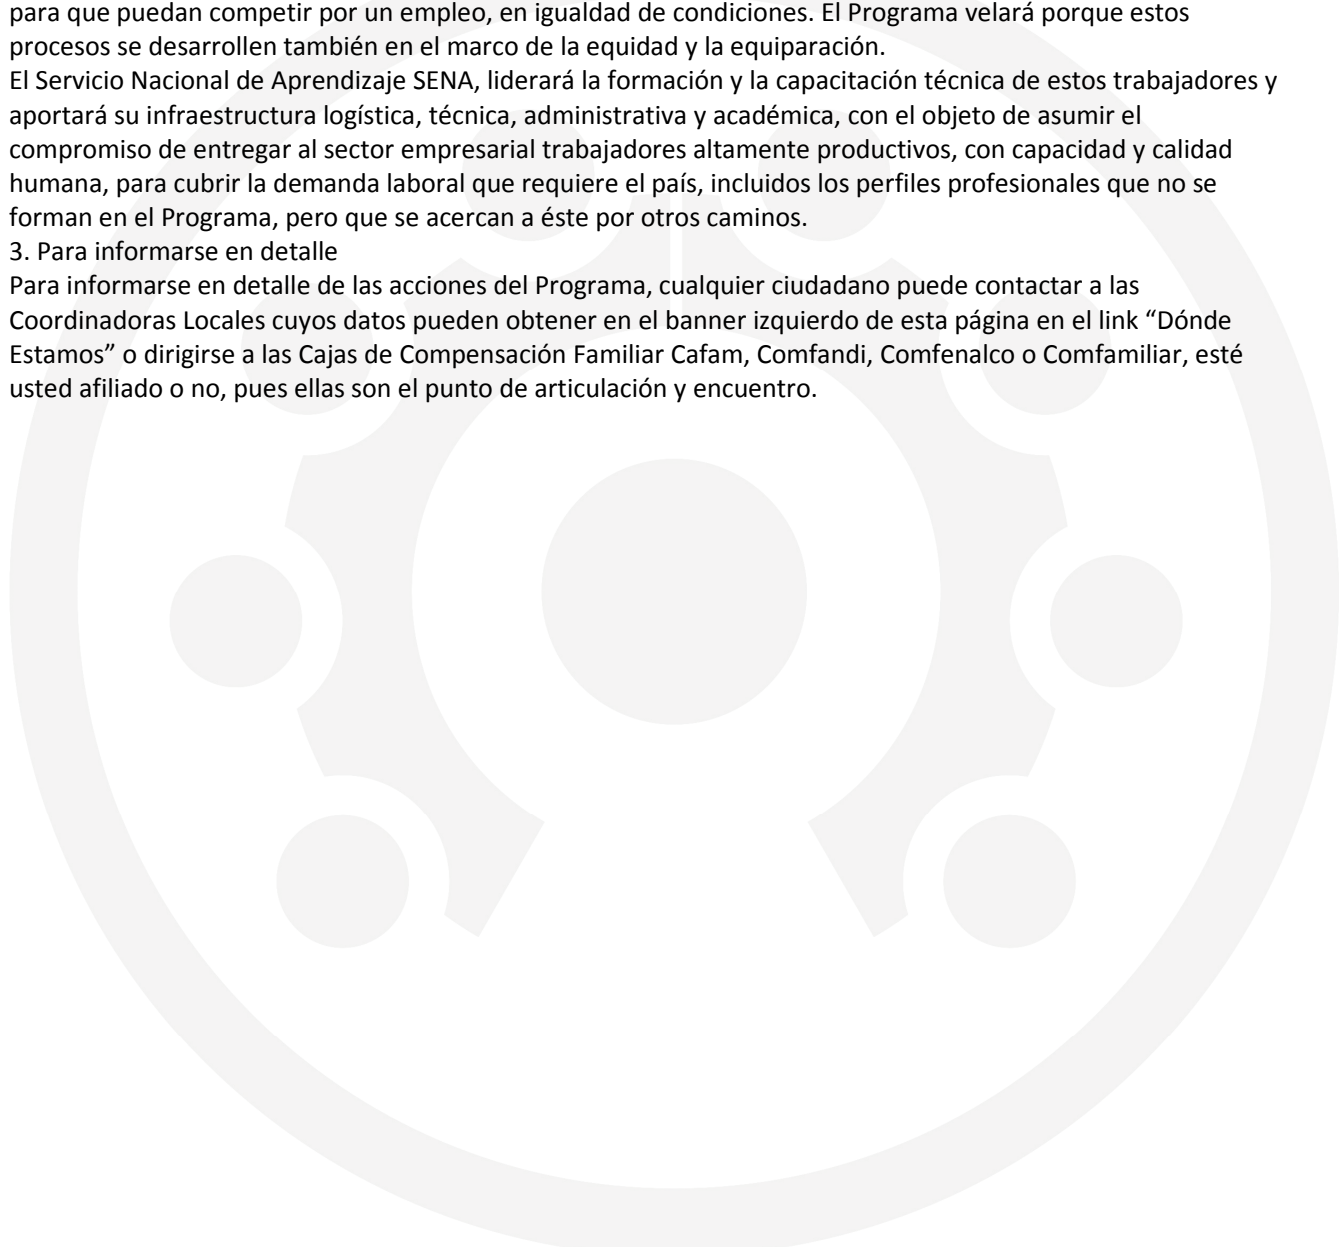 para que puedan competir por un empleo, en igualdad de condiciones. El Programa velará porque estos
procesos se desarrollen también en el marco de la equidad y la equiparación.
El Servicio Nacional de Aprendizaje SENA, liderará la formación y la capacitación técnica de estos trabajadores y
aportará su infraestructura logística, técnica, administrativa y académica, con el objeto de asumir el
compromiso de entregar al sector empresarial trabajadores altamente productivos, con capacidad y calidad
humana, para cubrir la demanda laboral que requiere el país, incluidos los perfiles profesionales que no se
forman en el Programa, pero que se acercan a éste por otros caminos.
3. Para informarse en detalle
Para informarse en detalle de las acciones del Programa, cualquier ciudadano puede contactar a las
Coordinadoras Locales cuyos datos pueden obtener en el banner izquierdo de esta página en el link “Dónde
Estamos” o dirigirse a las Cajas de Compensación Familiar Cafam, Comfandi, Comfenalco o Comfamiliar, esté
usted afiliado o no, pues ellas son el punto de articulación y encuentro.